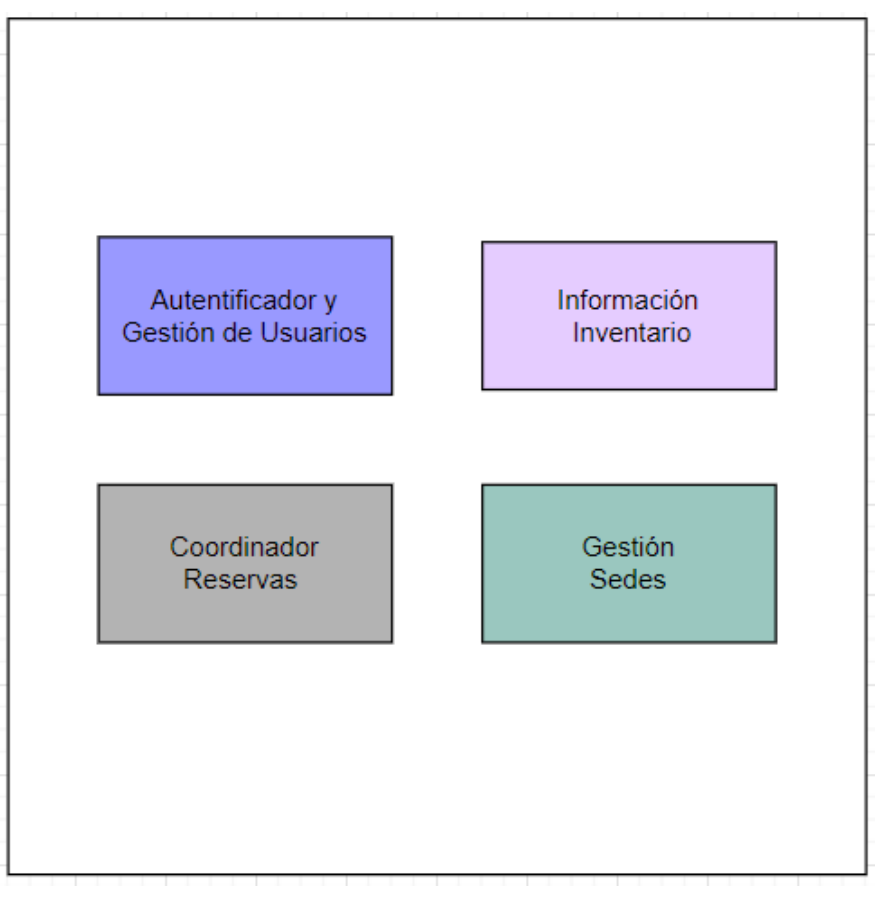 Autentificador y
Gestión de Usuarios
Información
Inventario
Coordinador
Reservas
Gestión
Sedes